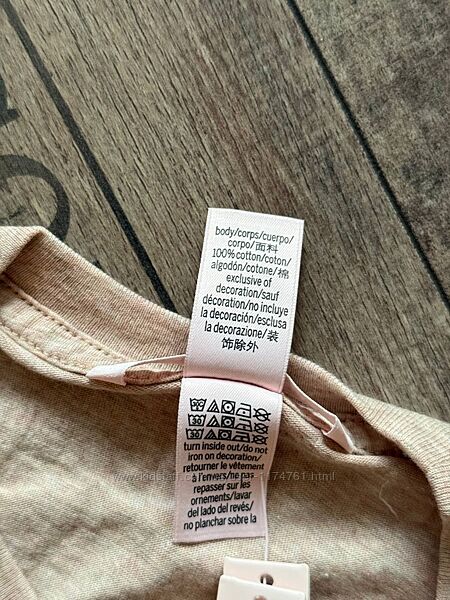 body/corps/cuerpo/
corpo/面料
100% cotton/coton/
algodón/cotone/棉
exclusive of
decoration/sauf
décoration/no incluye
la decoración/esclusa
la decorazione/装
饰除外
turn inside out/do not
iron on decoration/
retourner le vêtement
à l'envers/ne pas
repasser sur les
ornements/lavar
del lado del revés/
no planchar sobre la